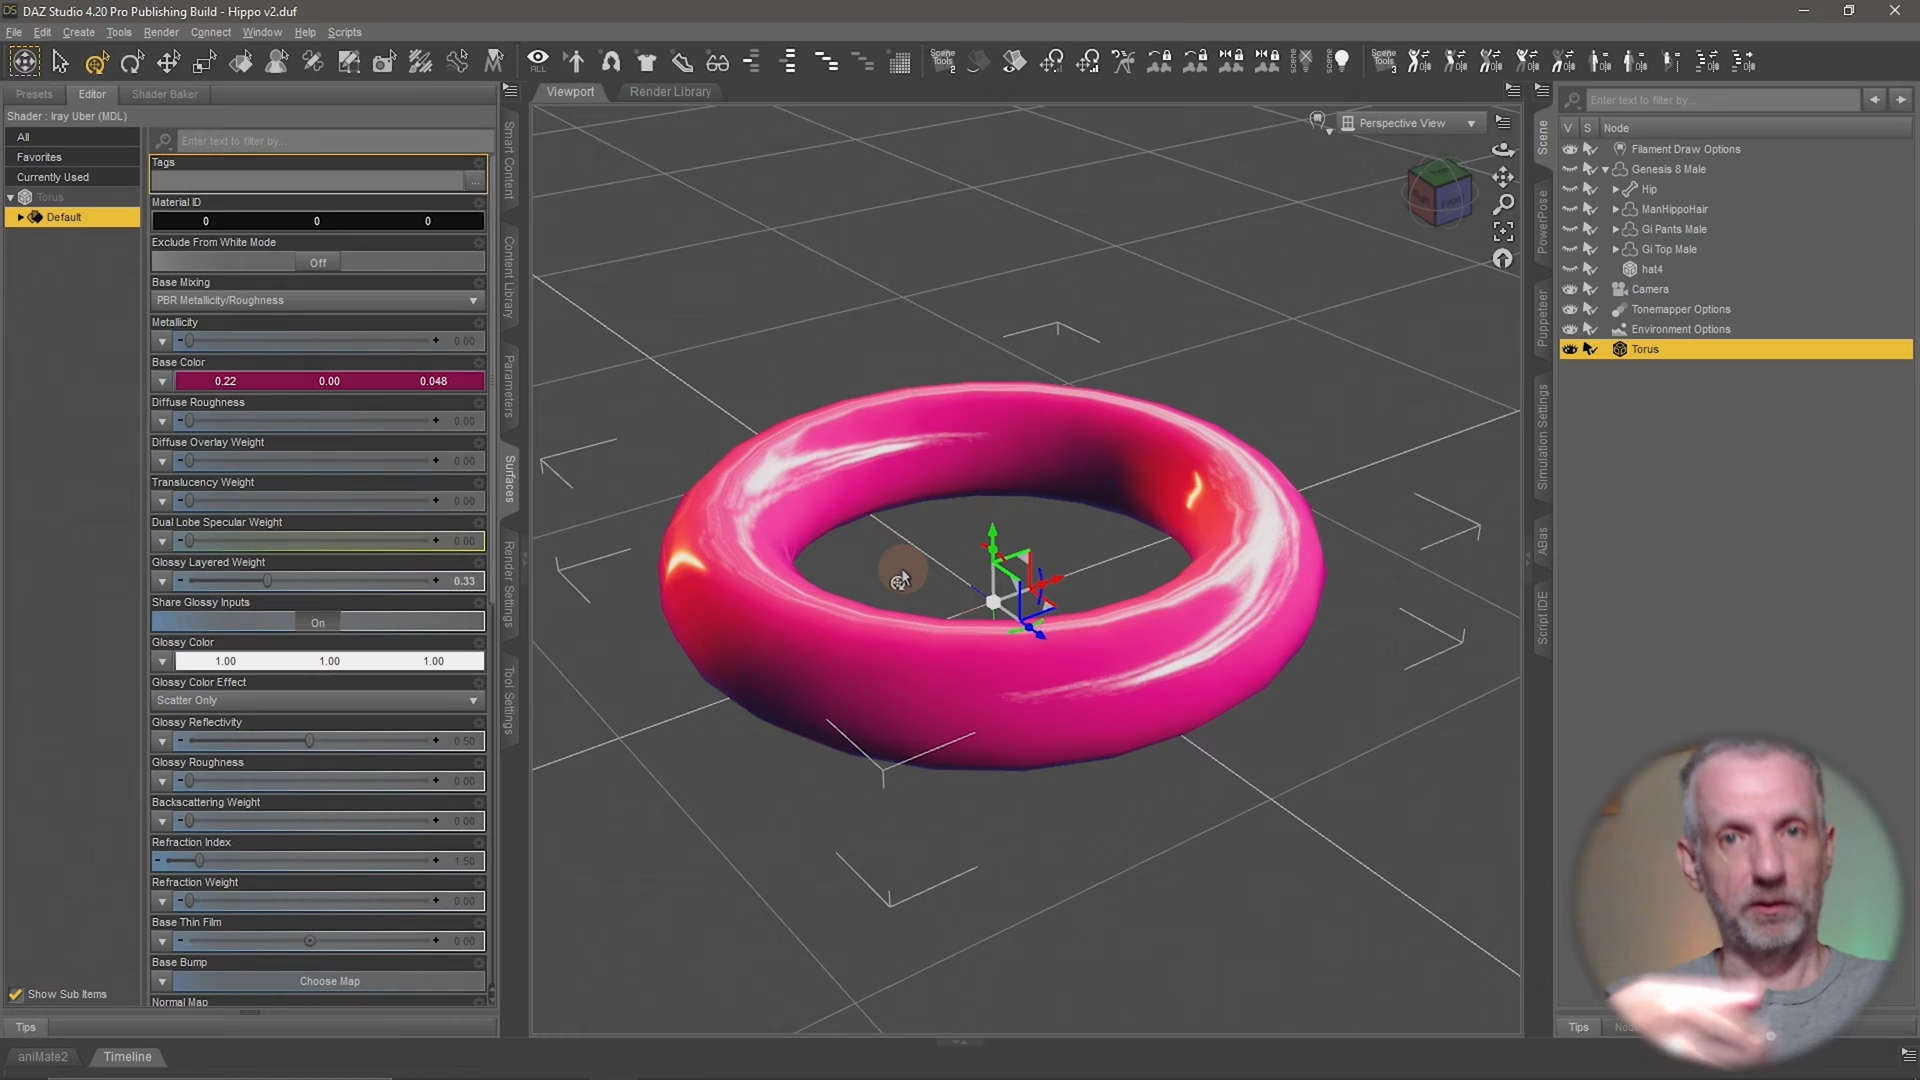 DAZ Studio 4.20 Pro Publishing Build - Hippo v2.duf
File Edit Create Tools Render Connect Window Help Scripts
ALL
Scene Tools 2
Scene Tools 3
Presets Editor Shader Baker
Shader : Iray Uber (MDL)
All
Favorites
Currently Used
Torus
Default
Show Sub Items
Enter text to filter by...
Tags
...
Material ID
0 0 0
Exclude From White Mode
Off
Base Mixing
PBR Metallicity/Roughness
Metallicity
0.00
Base Color
0.22 0.00 0.048
Diffuse Roughness
0.00
Diffuse Overlay Weight
0.00
Translucency Weight
0.00
Dual Lobe Specular Weight
0.00
Glossy Layered Weight
0.33
Share Glossy Inputs
On
Glossy Color
1.00 1.00 1.00
Glossy Color Effect
Scatter Only
Glossy Reflectivity
0.50
Glossy Roughness
0.00
Backscattering Weight
0.00
Refraction Index
1.50
Refraction Weight
0.00
Base Thin Film
0.00
Base Bump
Choose Map
Normal Map
Tips
aniMate2 Timeline
Smart Content
Content Library
Parameters
Surfaces
Render Settings
Tool Settings
Viewport Render Library
Perspective View
Front
Scene
PowerPose
Puppeteer
Simulation Settings
ABas
Script IDE
Enter text to filter by...
V S Node
Filament Draw Options
Genesis 8 Male
Hip
ManHippoHair
Gi Pants Male
Gi Top Male
hat4
Camera
Tonemapper Options
Environment Options
Torus
Tips